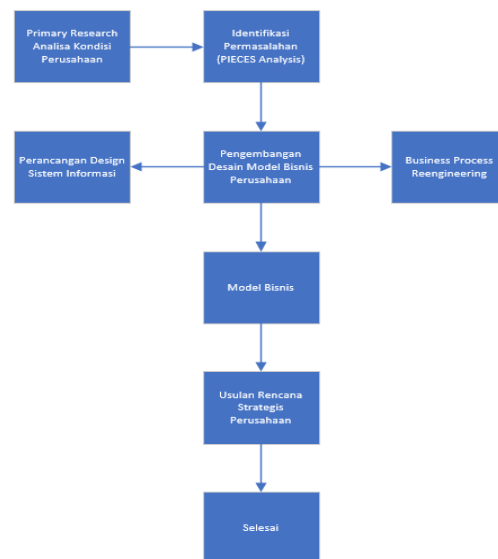 Primary Research
Analisa Kondisi
Perusahaan
Identifikasi
Permasalahan
(PIECES Analysis)
Perancangan Design
Sistem Informasi
Pengembangan
Desain Model Bisnis
Perusahaan
Business Process
Reengineering
Model Bisnis
Usulan Rencana
Strategis
Perusahaan
Selesai